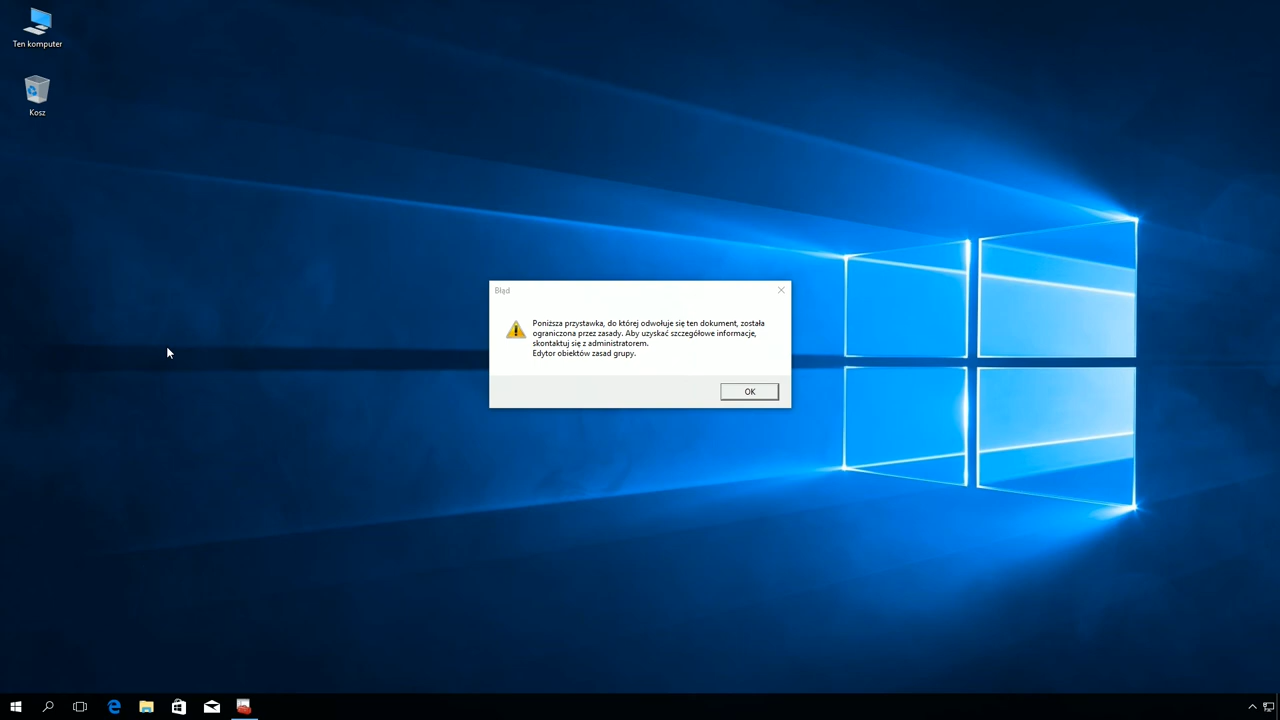 Ten komputer
Kosz
Błąd
Poniższa przystawka, do której odwołuje się ten dokument, została
ograniczona przez zasady. Aby uzyskać szczegółowe informacje,
skontaktuj się z administratorem.
Edytor obiektów zasad grupy.
OK